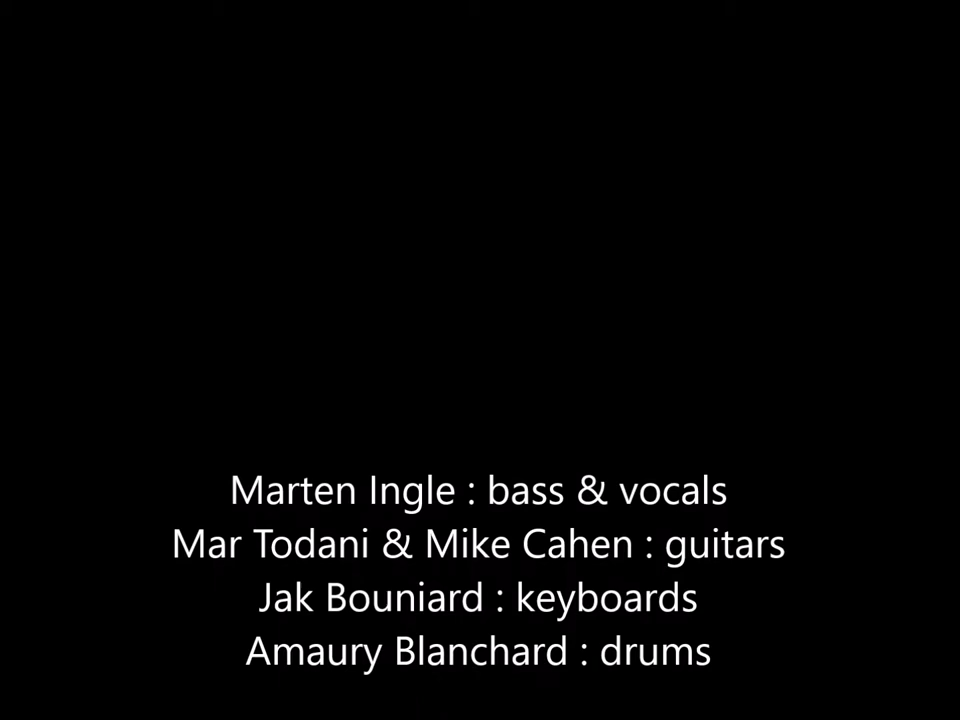 Marten Ingle : bass & vocals
Mar Todani & Mike Cahen : guitars
Jak Bouniard : keyboards
Amaury Blanchard : drums